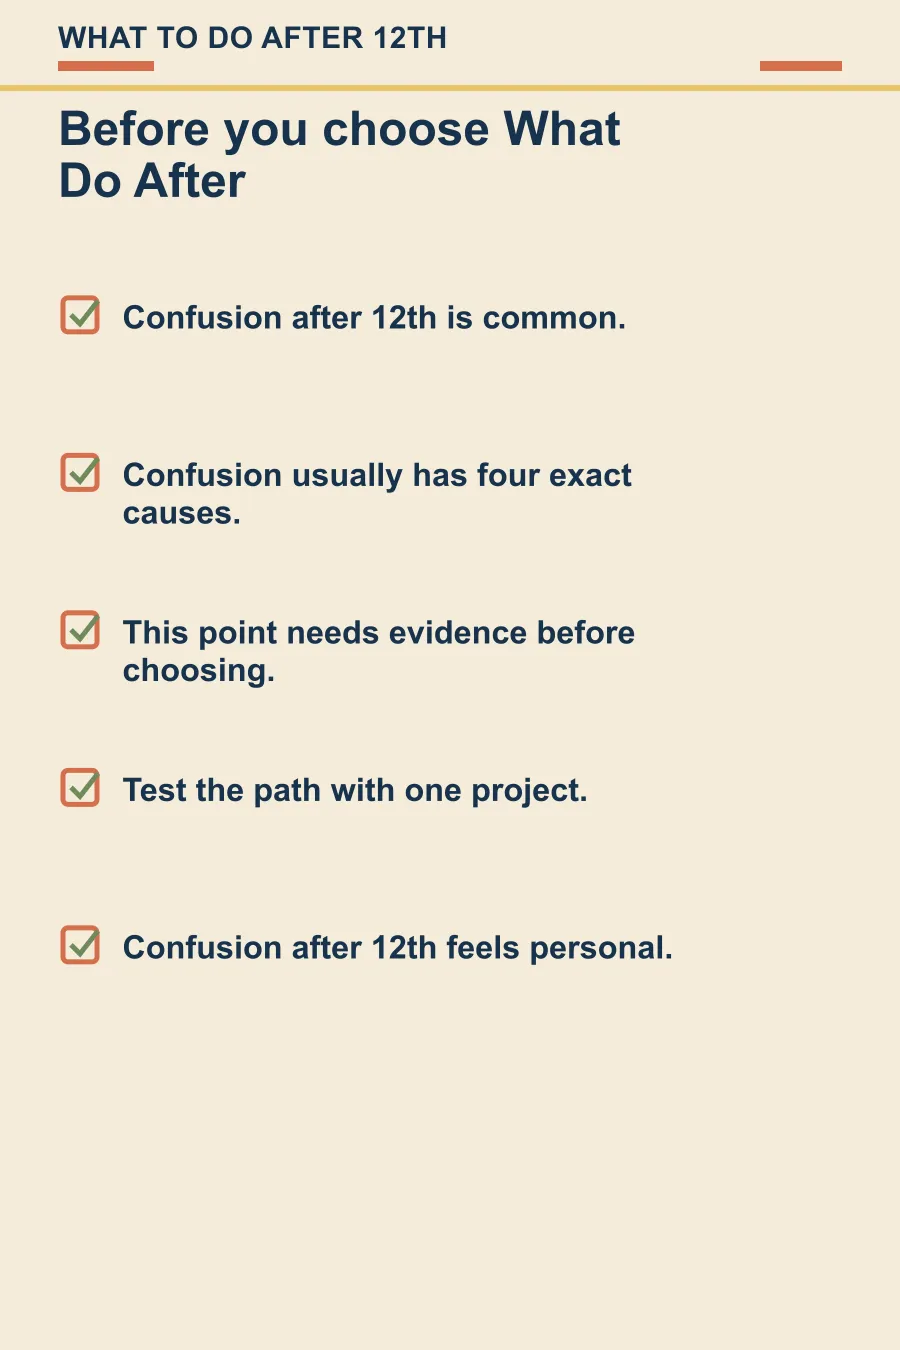 WHAT TO DO AFTER 12TH
Before you choose What
Do After
Confusion after 12th is common.
Confusion usually has four exact
causes.
This point needs evidence before
choosing.
Test the path with one project.
Confusion after 12th feels personal.